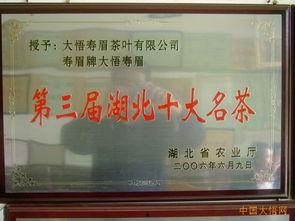 授予：大悟寿眉茶叶有限公司
寿眉牌大悟寿眉
第三届湖北十大名茶
湖北省农业厅
二〇〇六年六月九日
中国大悟网